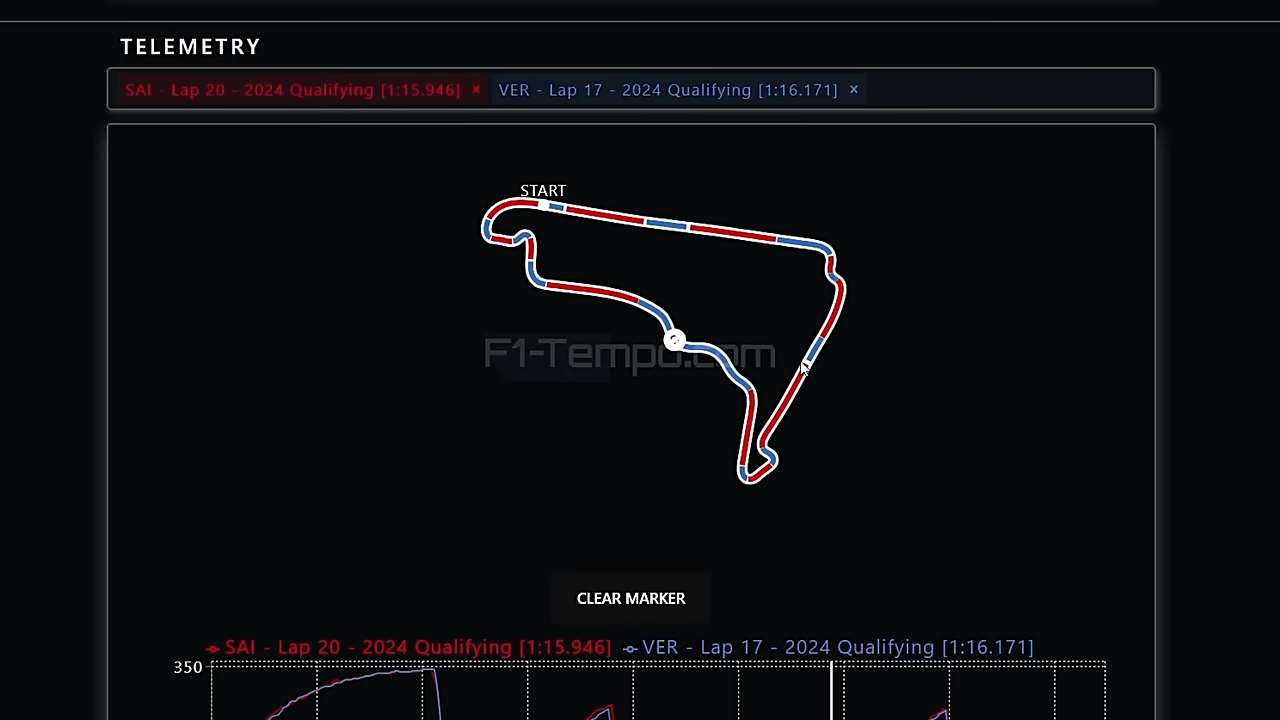 TELEMETRY
SAI - Lap 20 - 2024 Qualifying [1:15.946] × VER - Lap 17 - 2024 Qualifying [1:16.171] ×
START
F1-Tempo.com
CLEAR MARKER
SAI - Lap 20 - 2024 Qualifying [1:15.946] VER - Lap 17 - 2024 Qualifying [1:16.171]
350